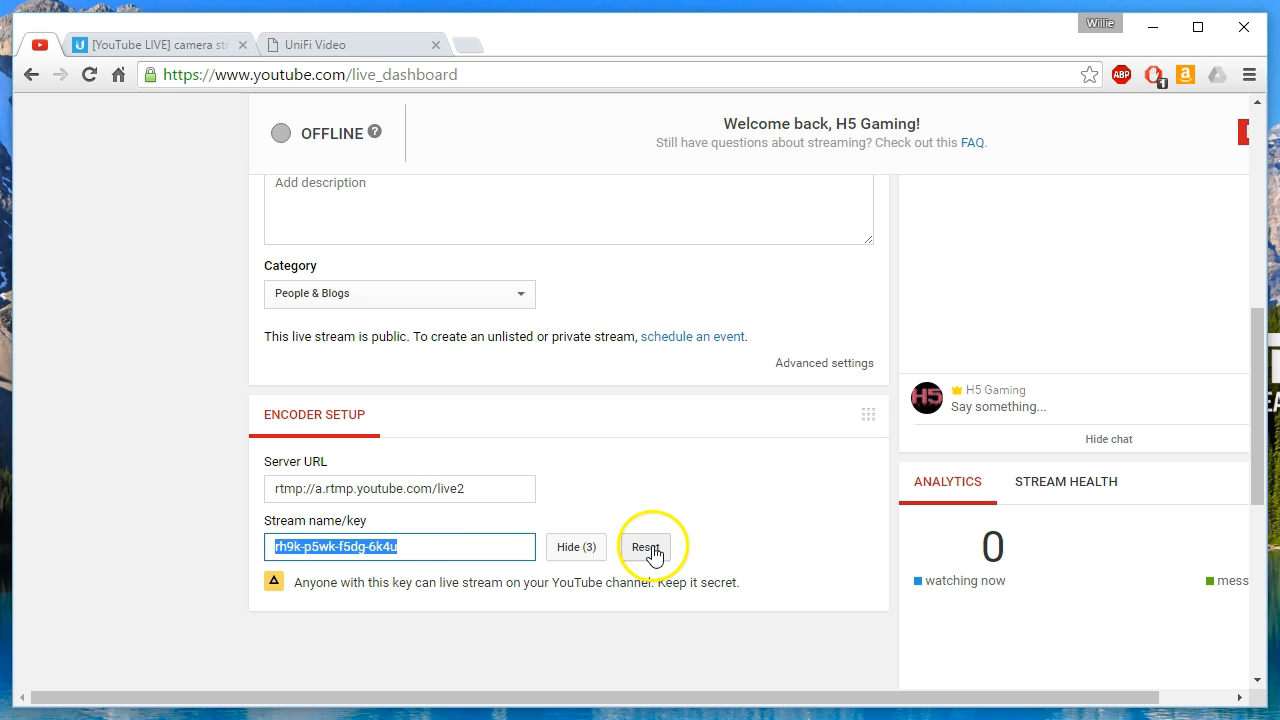 Willie
[YouTube LIVE] camera st
UniFi Video
https://www.youtube.com/live_dashboard
ABP
1
OFFLINE ?
Welcome back, H5 Gaming!
Still have questions about streaming? Check out this FAQ.
Add description
Category
People & Blogs
This live stream is public. To create an unlisted or private stream, schedule an event.
Advanced settings
H5
H5 Gaming
Say something...
Hide chat
ENCODER SETUP
Server URL
rtmp://a.rtmp.youtube.com/live2
Stream name/key
rh9k-p5wk-f5dg-6k4u
Hide (3)
Reset
Anyone with this key can live stream on your YouTube channel. Keep it secret.
ANALYTICS
STREAM HEALTH
0
watching now
mess